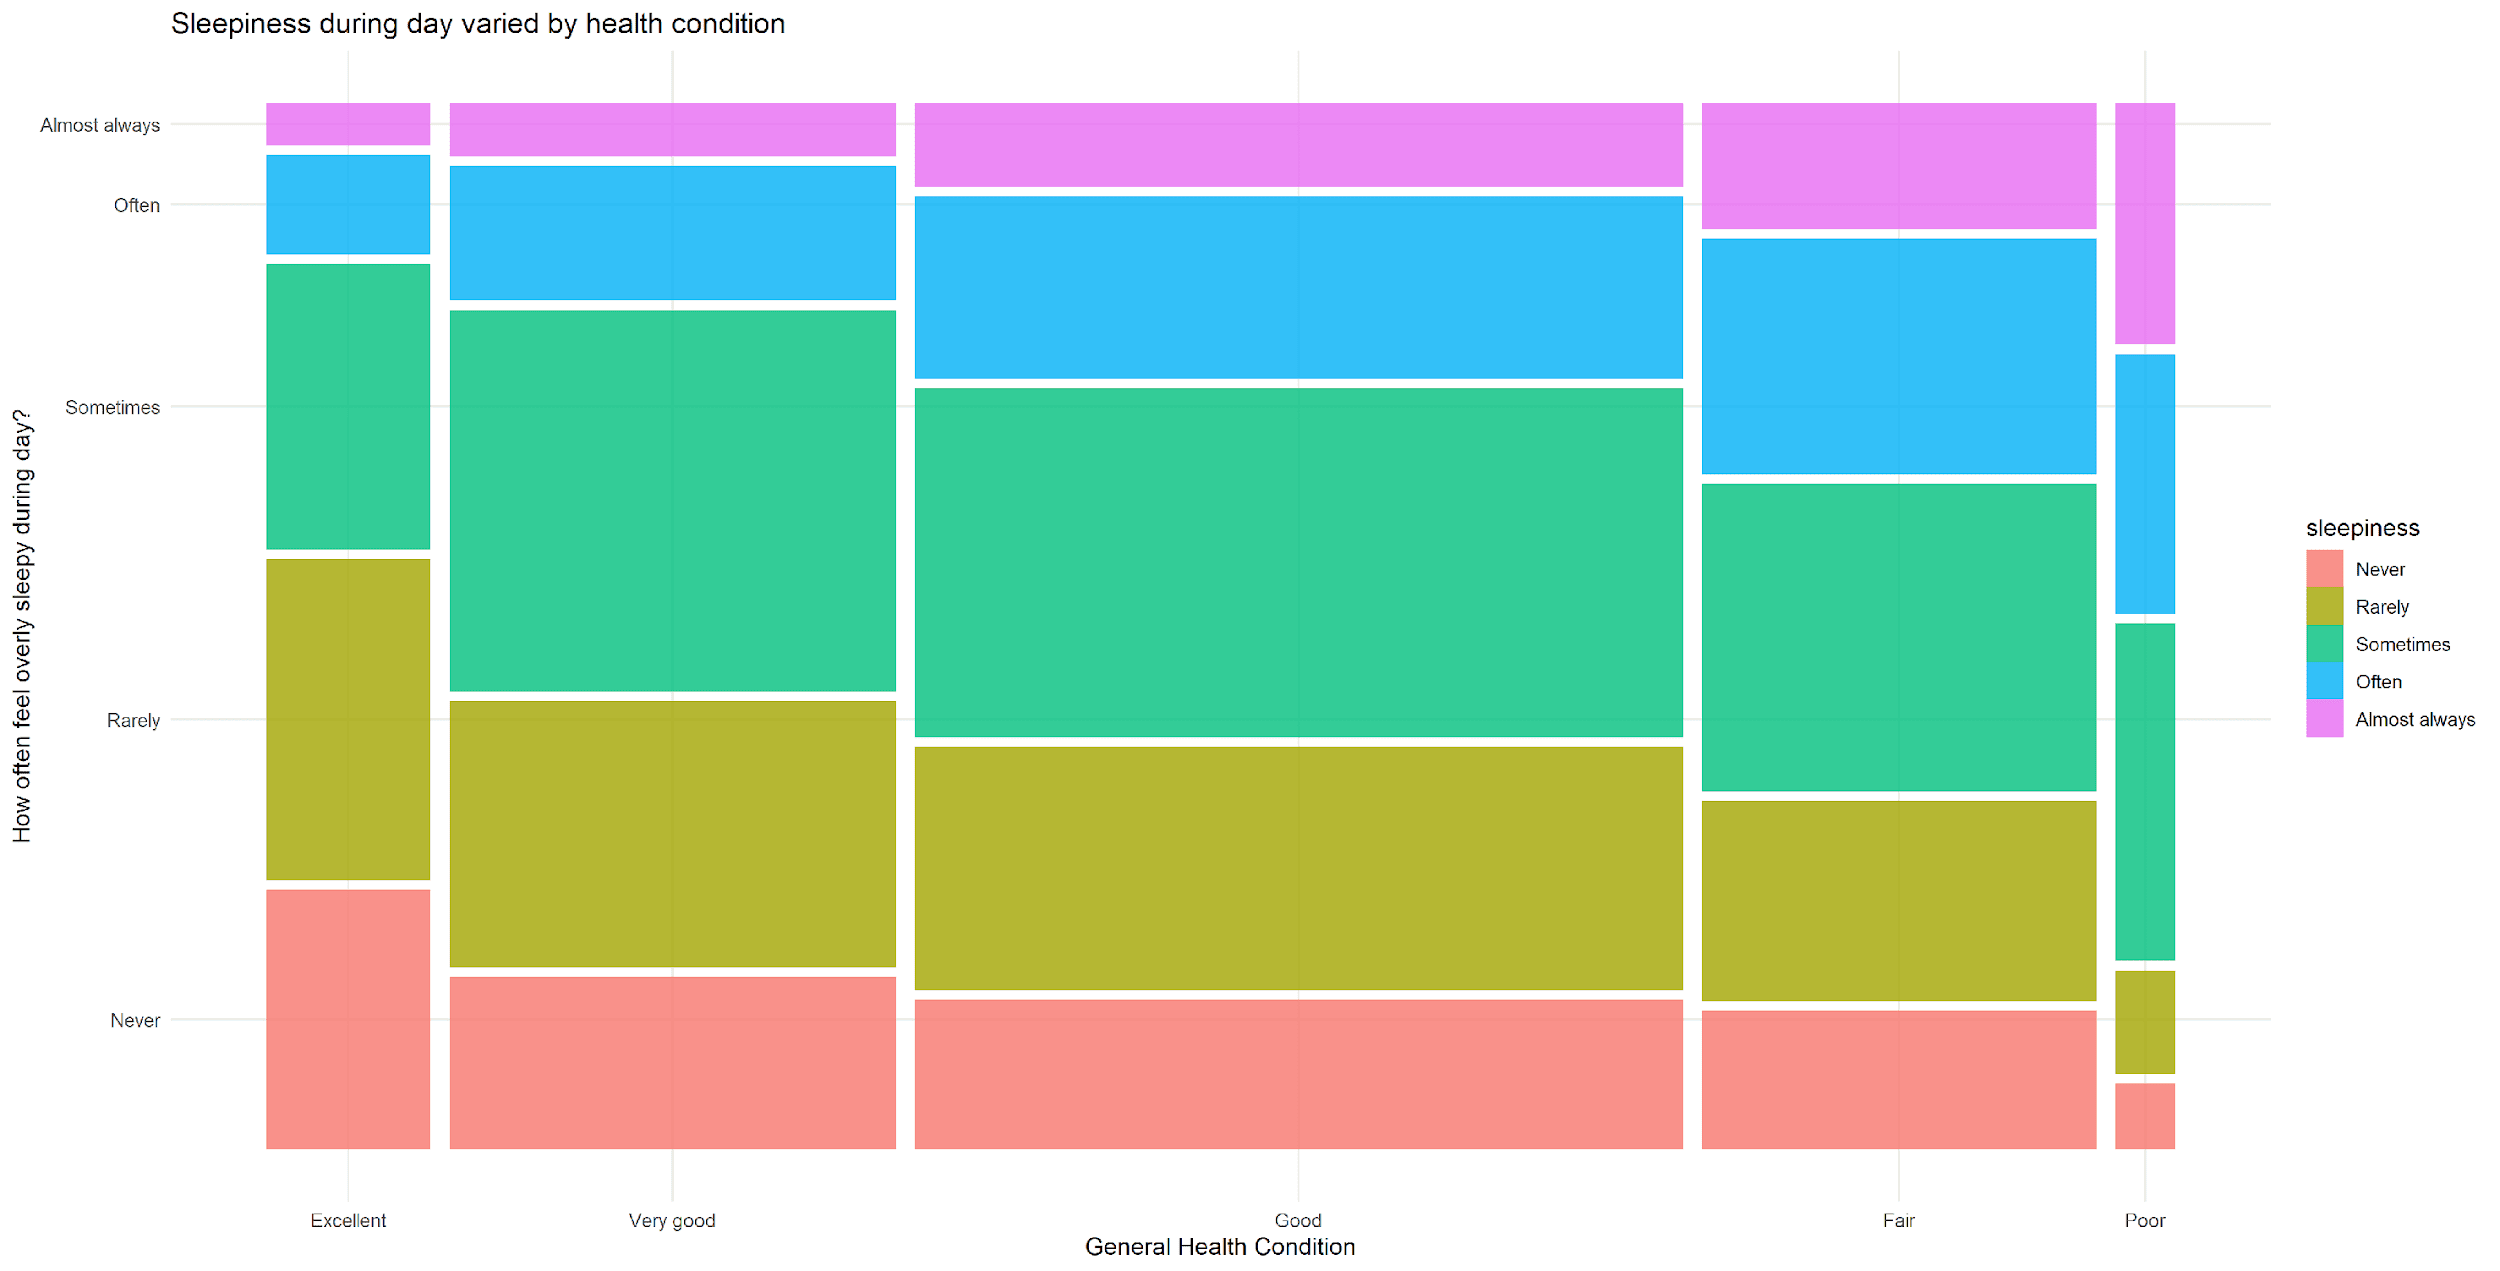 Sleepiness during day varied by health condition
How often feel overly sleepy during day?
Almost always
Often
Sometimes
Rarely
Never
Excellent
Very good
Good
Fair
Poor
General Health Condition
sleepiness
Never
Rarely
Sometimes
Often
Almost always